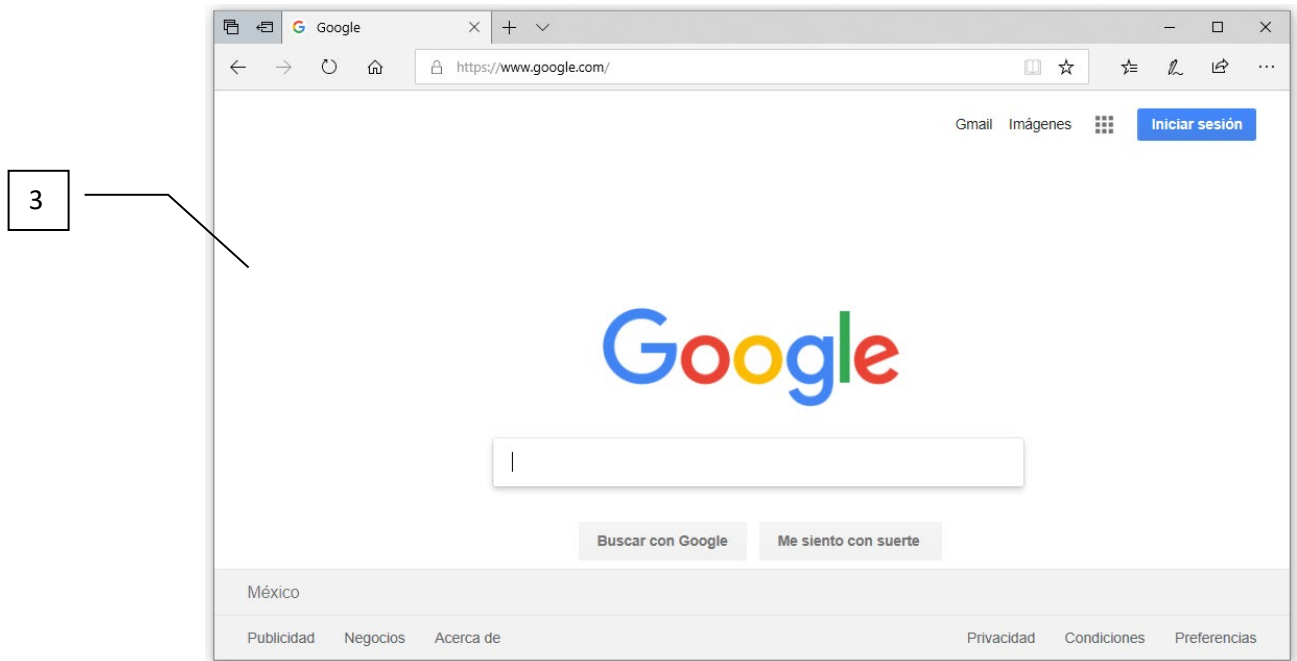 Google
https://www.google.com/
Gmail Imágenes Iniciar sesión
3
Google
Buscar con Google Me siento con suerte
México
Publicidad Negocios Acerca de Privacidad Condiciones Preferencias